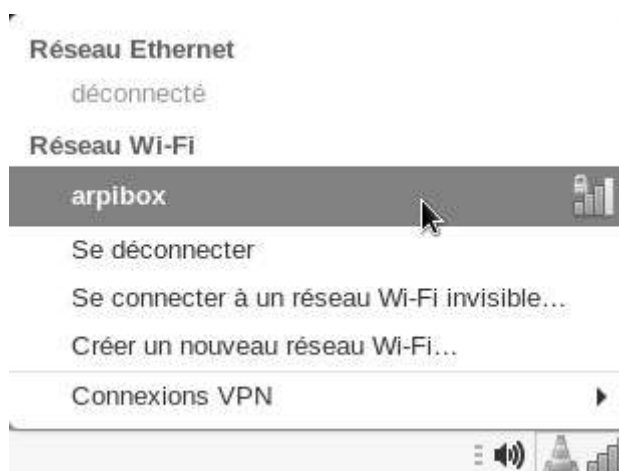 Réseau Ethernet
déconnecté
Réseau Wi-Fi
arpibox
Se déconnecter
Se connecter à un réseau Wi-Fi invisible…
Créer un nouveau réseau Wi-Fi…
Connexions VPN